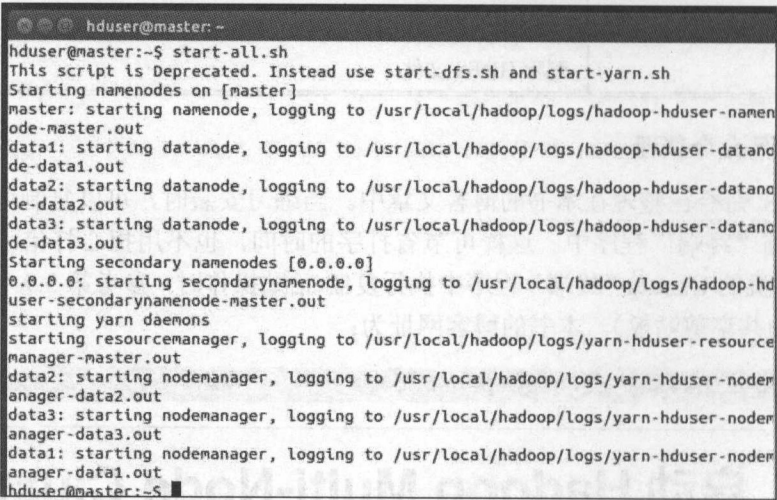 hduser@master: ~
hduser@master:~$ start-all.sh
This script is Deprecated. Instead use start-dfs.sh and start-yarn.sh
Starting namenodes on [master]
master: starting namenode, logging to /usr/local/hadoop/logs/hadoop-hduser-namen
ode-master.out
data1: starting datanode, logging to /usr/local/hadoop/logs/hadoop-hduser-datano
de-data1.out
data2: starting datanode, logging to /usr/local/hadoop/logs/hadoop-hduser-datano
de-data2.out
data3: starting datanode, logging to /usr/local/hadoop/logs/hadoop-hduser-datano
de-data3.out
Starting secondary namenodes [0.0.0.0]
0.0.0.0: starting secondarynamenode, logging to /usr/local/hadoop/logs/hadoop-hd
user-secondarynamenode-master.out
starting yarn daemons
starting resourcemanager, logging to /usr/local/hadoop/logs/yarn-hduser-resource
manager-master.out
data2: starting nodemanager, logging to /usr/local/hadoop/logs/yarn-hduser-nodem
anager-data2.out
data3: starting nodemanager, logging to /usr/local/hadoop/logs/yarn-hduser-nodem
anager-data3.out
data1: starting nodemanager, logging to /usr/local/hadoop/logs/yarn-hduser-nodem
anager-data1.out
hduser@master:~$